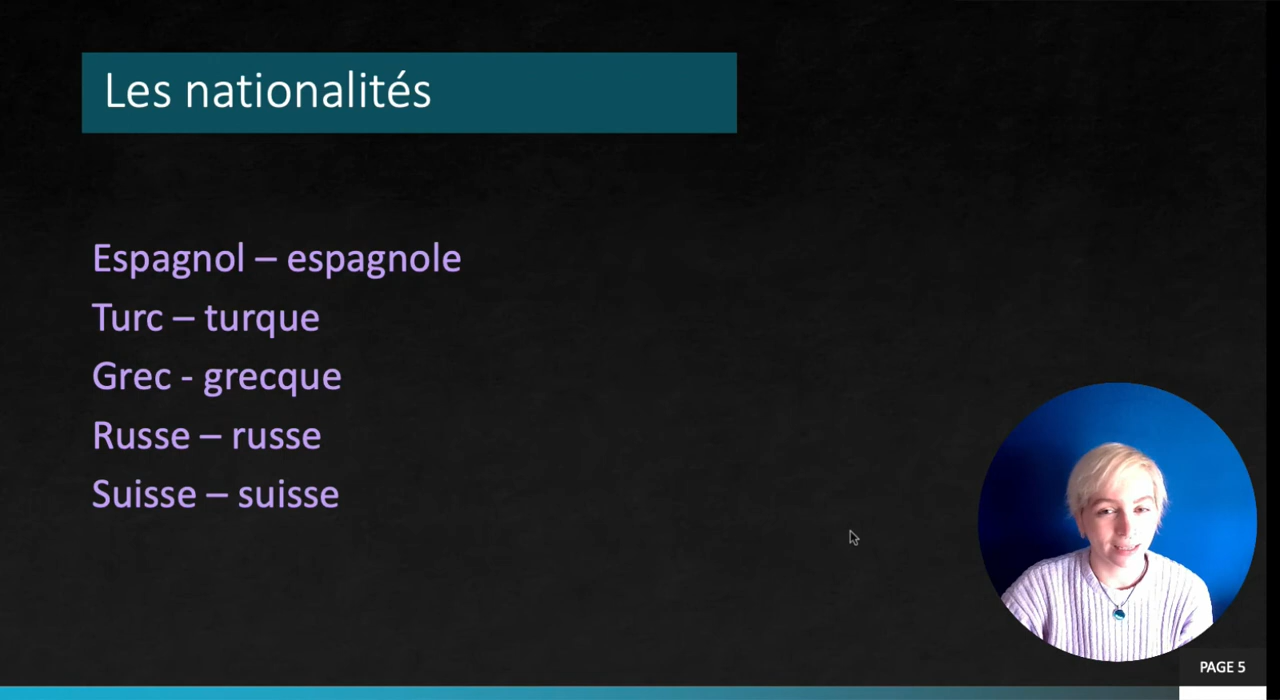 Les nationalités
Espagnol – espagnole
Turc – turque
Grec - grecque
Russe – russe
Suisse – suisse
PAGE 5